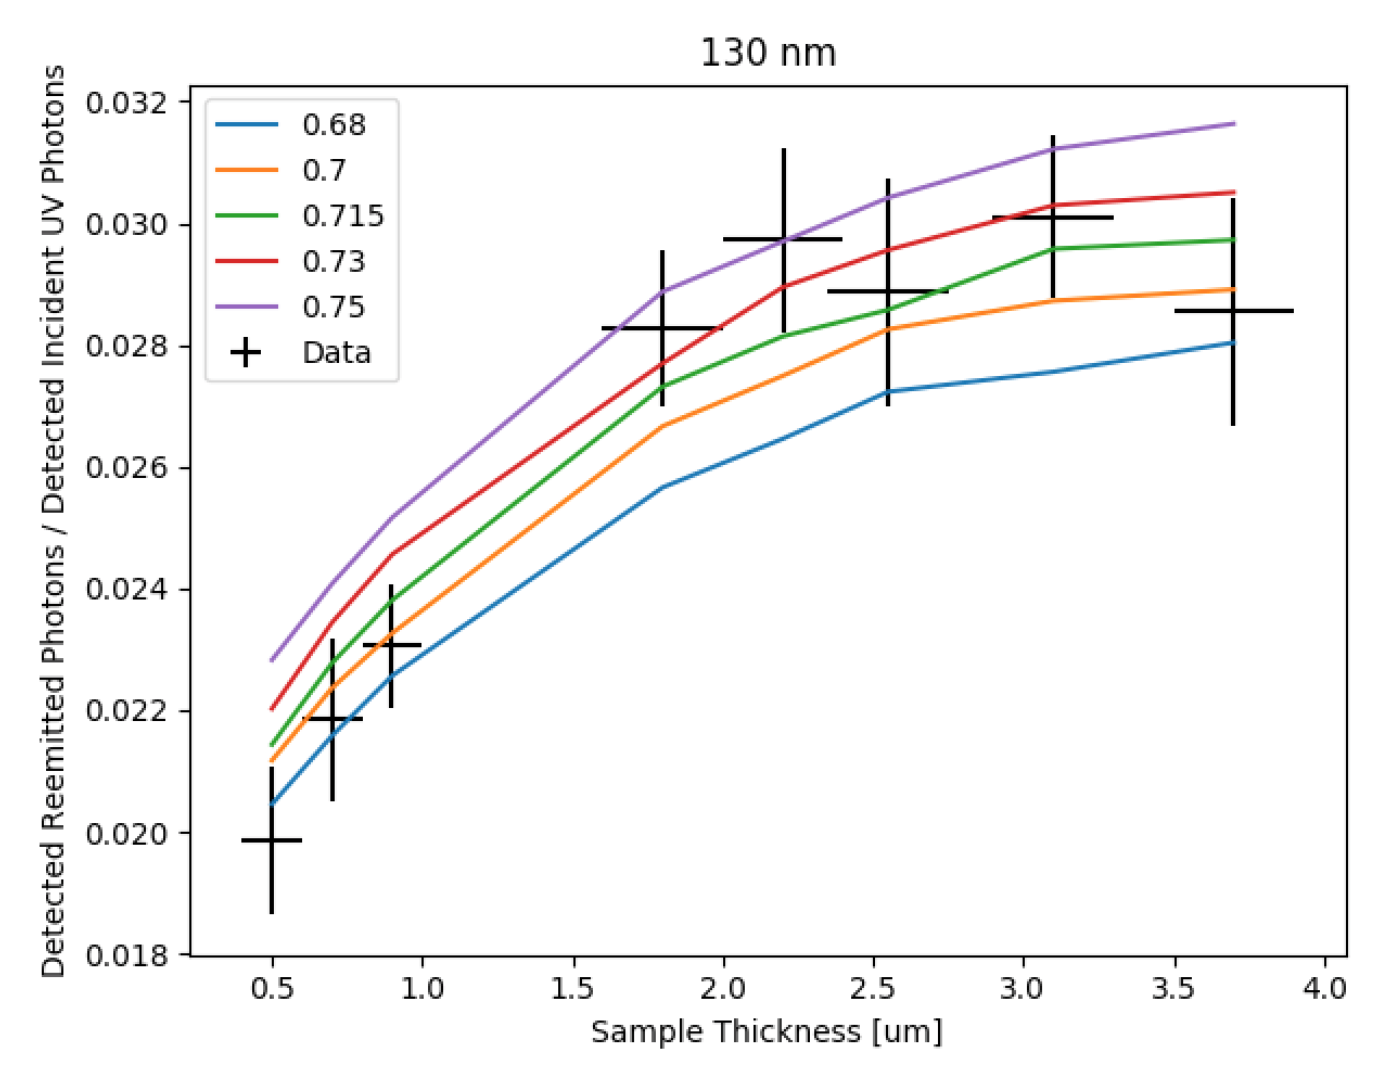 130 nm
Detected Reemitted Photons / Detected Incident UV Photons
0.032
0.030
0.028
0.026
0.024
0.022
0.020
0.018
0.68
0.7
0.715
0.73
0.75
Data
0.5 1.0 1.5 2.0 2.5 3.0 3.5 4.0
Sample Thickness [um]